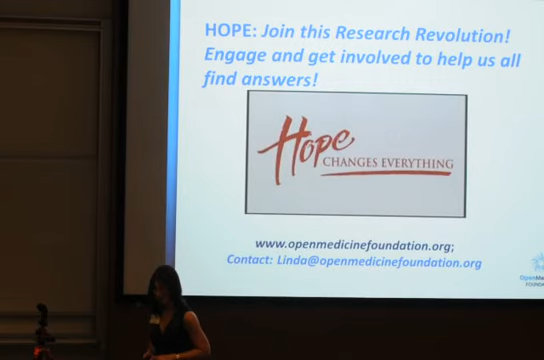 HOPE: Join this Research Revolution!
Engage and get involved to help us all
find answers!
Hope
CHANGES EVERYTHING
www.openmedicinefoundation.org;
Contact: Linda@openmedicinefoundation.org